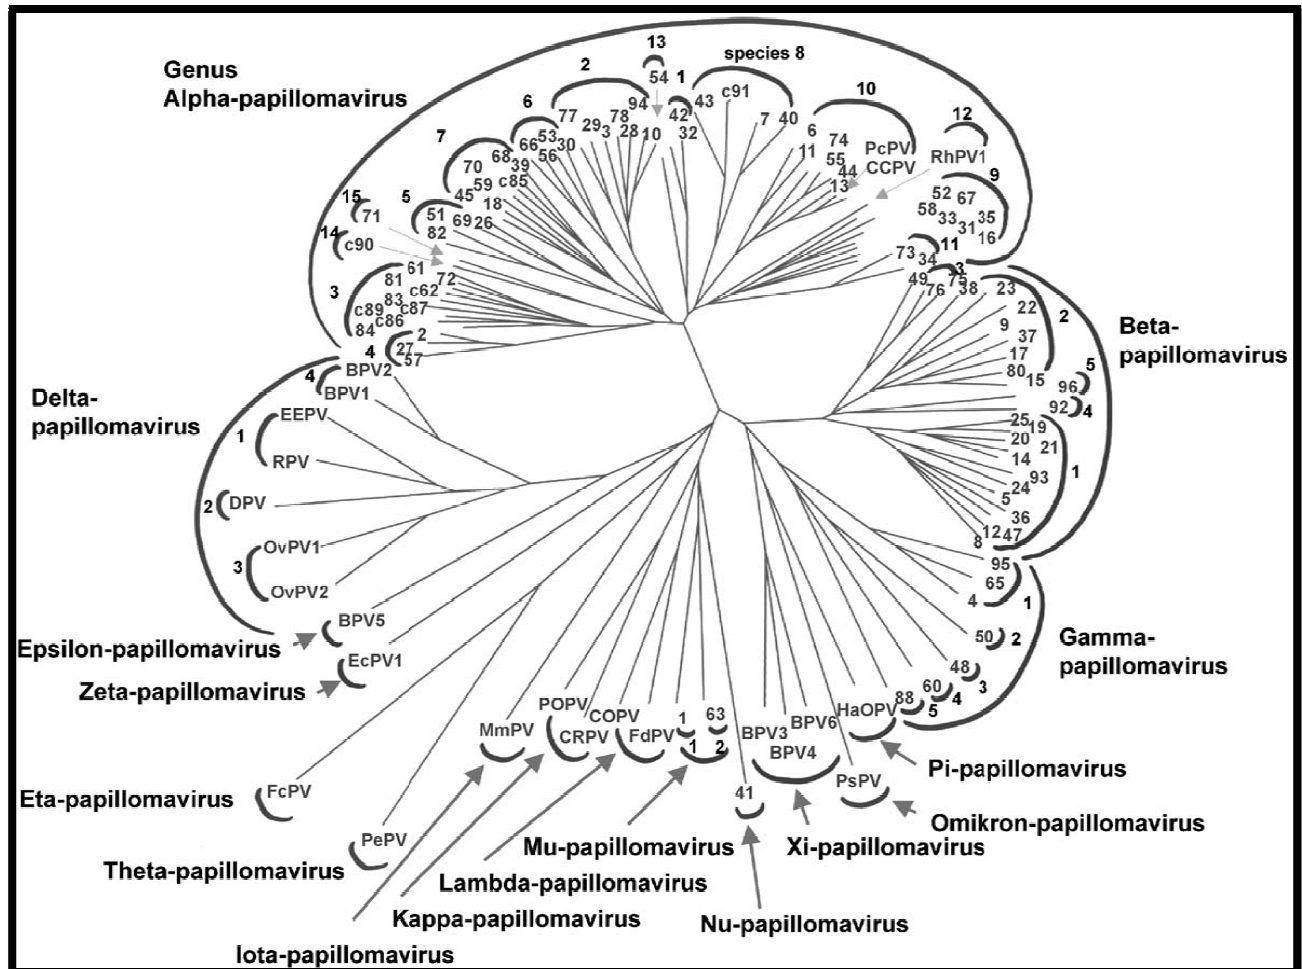 Genus
Alpha-papillomavirus
13
54
2
1
species 8
94
42
43
c91
7
40
10
6
74
11
55
44
13
PcPV
CCPV
12
RhPV1
9
52
67
58
33
35
31
16
73
11
34
6
77
29
3
78
28
10
32
7
66
53
30
56
68
39
70
59
c85
45
18
5
51
69
26
82
15
71
14
c90
3
61
81
72
c62
83
c89
c87
c86
84
4
2
27
57
Beta-
papillomavirus
49
76
3
75
38
23
22
2
9
37
17
80
15
5
96
92
4
25
19
20
21
14
93
1
24
5
36
12
47
8
Delta-
papillomavirus
4
BPV2
BPV1
1
EEPV
RPV
2
DPV
3
OvPV1
OvPV2
Epsilon-papillomavirus
BPV5
Zeta-papillomavirus
EcPV1
95
65
4
1
50
2
48
3
60
4
88
5
Gamma-
papillomavirus
Eta-papillomavirus
FcPV
Theta-papillomavirus
PePV
MmPV
POPV
CRPV
COPV
FdPV
1
63
1
2
41
BPV3
BPV6
BPV4
HaOPV
PsPV
Pi-papillomavirus
Omikron-papillomavirus
Xi-papillomavirus
Mu-papillomavirus
Lambda-papillomavirus
Kappa-papillomavirus
Nu-papillomavirus
Iota-papillomavirus